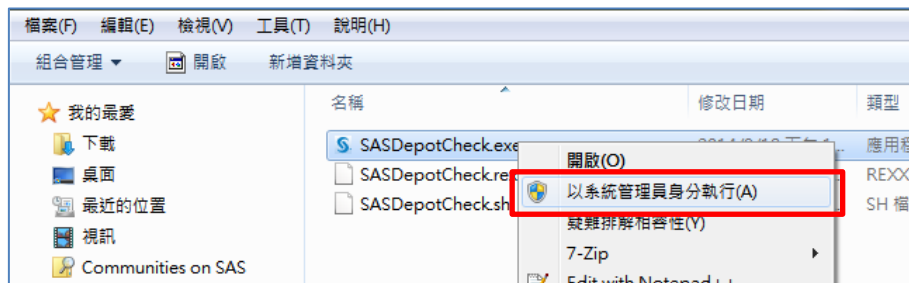 檔案(F) 編輯(E) 檢視(V) 工具(T) 說明(H)
組合管理 開啟 新增資料夾
我的最愛
下載
桌面
最近的位置
視訊
Communities on SAS
名稱 修改日期 類型
SASDepotCheck.exe
SASDepotCheck.re REXX
SASDepotCheck.sh SH 檔
開啟(O)
以系統管理員身分執行(A)
疑難排解相容性(Y)
7-Zip
Edit with Notepad++